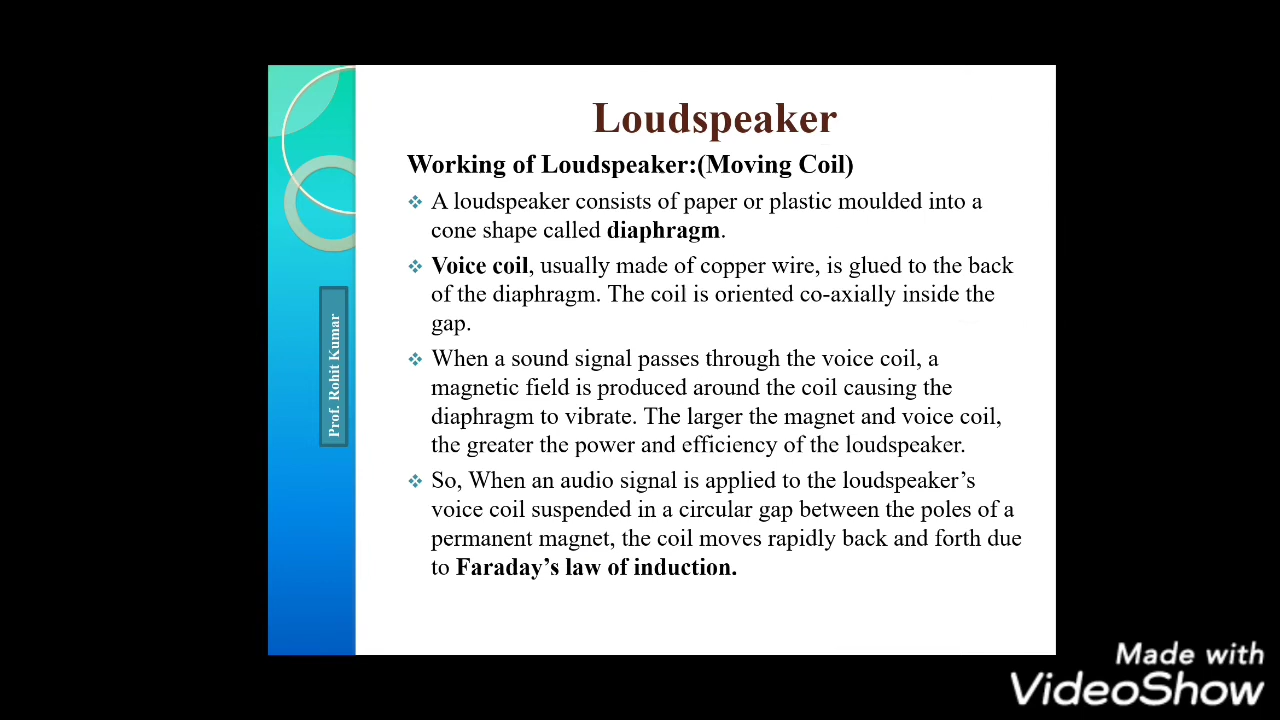 Loudspeaker
Working of Loudspeaker:(Moving Coil)
A loudspeaker consists of paper or plastic moulded into a
cone shape called diaphragm.
Voice coil, usually made of copper wire, is glued to the back
of the diaphragm. The coil is oriented co-axially inside the
gap.
When a sound signal passes through the voice coil, a
magnetic field is produced around the coil causing the
diaphragm to vibrate. The larger the magnet and voice coil,
the greater the power and efficiency of the loudspeaker.
So, When an audio signal is applied to the loudspeaker’s
voice coil suspended in a circular gap between the poles of a
permanent magnet, the coil moves rapidly back and forth due
to Faraday’s law of induction.
Prof. Rohit Kumar
Made with
VideoShow